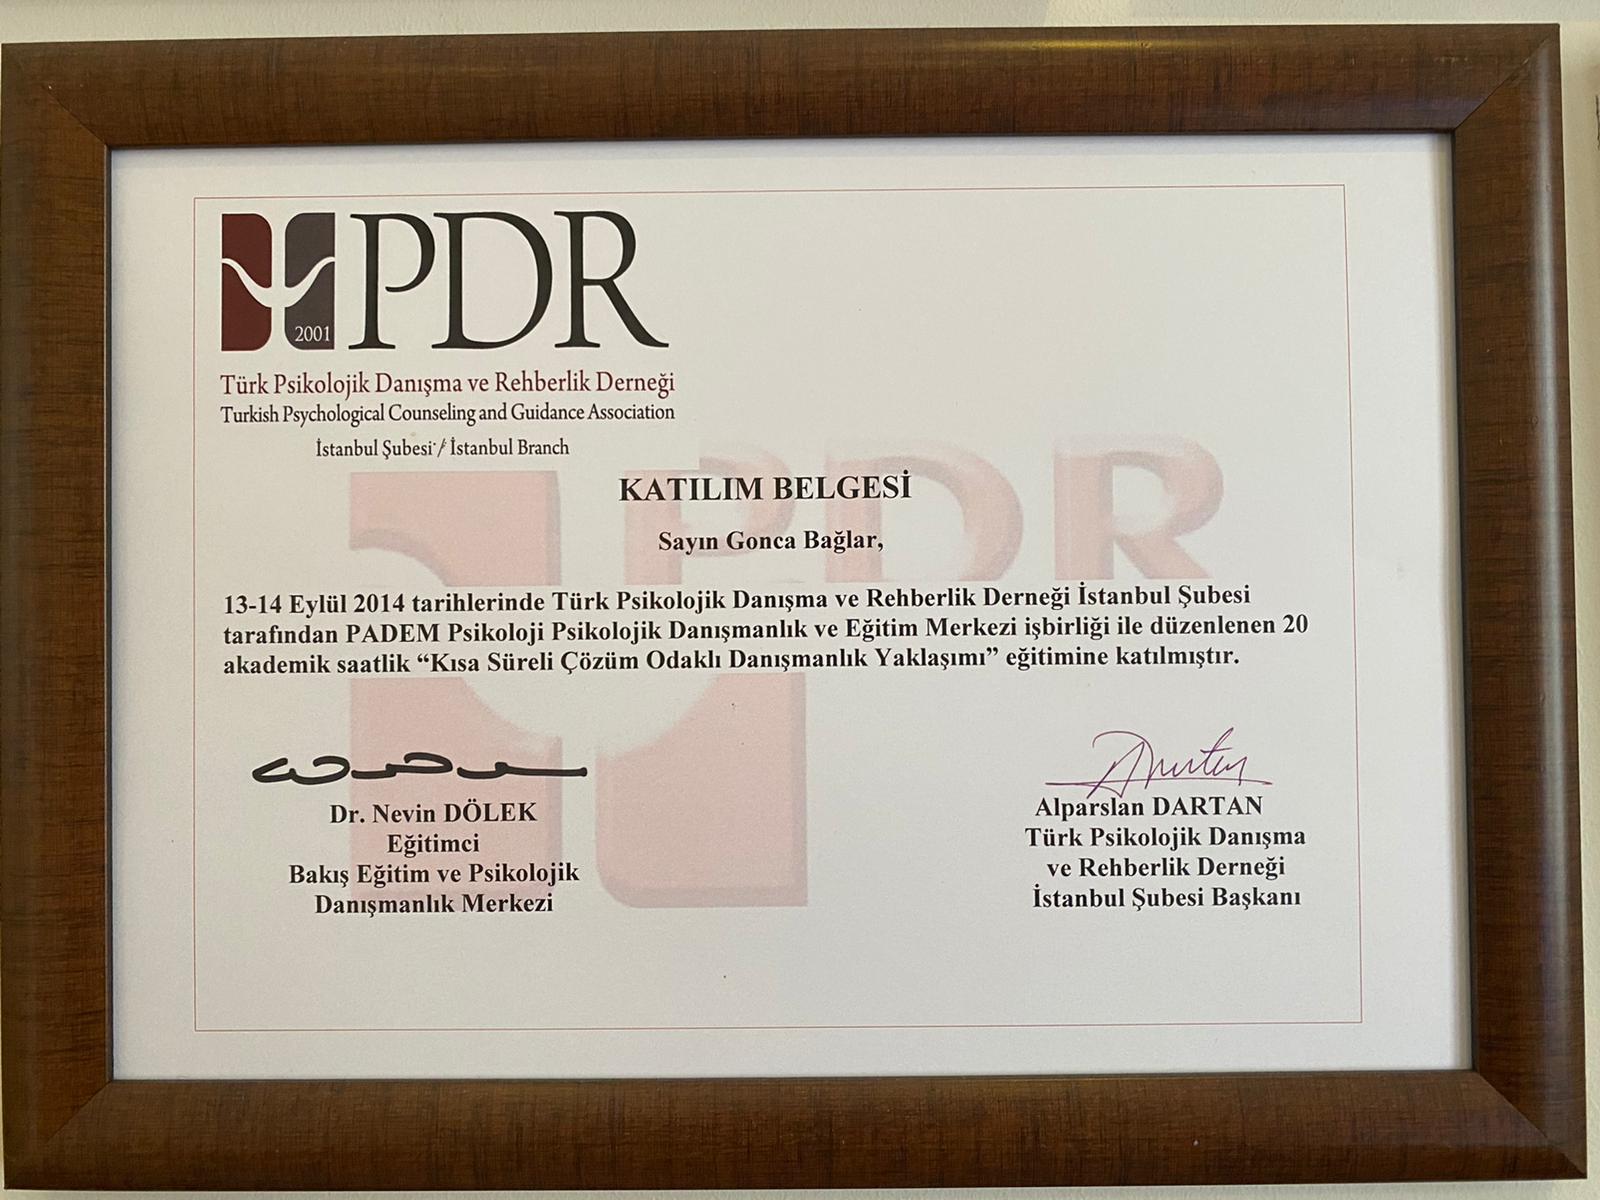 2001
PDR
Türk Psikolojik Danışma ve Rehberlik Derneği
Turkish Psychological Counseling and Guidance Association
İstanbul Şubesi / İstanbul Branch
PDR
KATILIM BELGESİ
Sayın Gonca Bağlar,
13-14 Eylül 2014 tarihlerinde Türk Psikolojik Danışma ve Rehberlik Derneği İstanbul Şubesi
tarafından PADEM Psikoloji Psikolojik Danışmanlık ve Eğitim Merkezi işbirliği ile düzenlenen 20
akademik saatlik “Kısa Süreli Çözüm Odaklı Danışmanlık Yaklaşımı” eğitimine katılmıştır.
Dr. Nevin DÖLEK
Eğitimci
Bakış Eğitim ve Psikolojik
Danışmanlık Merkezi
Alparslan DARTAN
Türk Psikolojik Danışma
ve Rehberlik Derneği
İstanbul Şubesi Başkanı